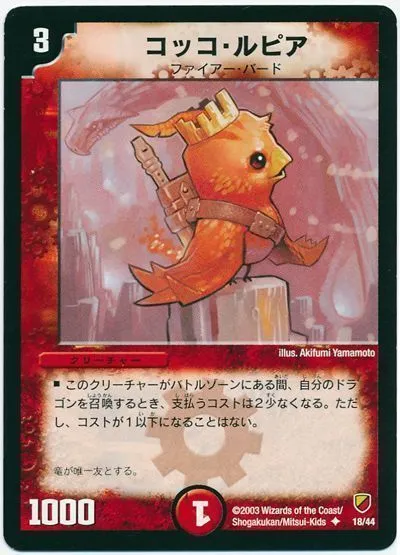 3
コッコ・ルピア
ファイアー・バード
illus. Akifumi Yamamoto
クリーチャー
■ このクリーチャーがバトルゾーンにある間、自分のドラ
ゴンを召喚するとき、支払うコストは2少なくなる。ただ
し、コストが1以下になることはない。
竜が唯一友とする。
1000
1
©2003 Wizards of the Coast/
Shogakukan/Mitsui-Kids ◆ 18/44